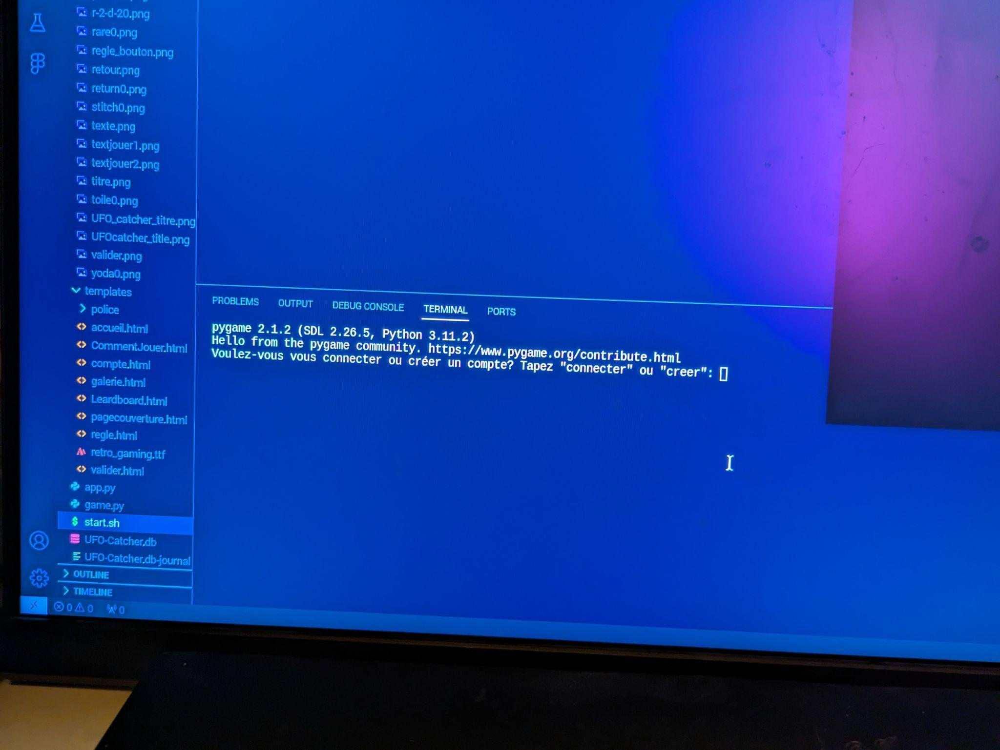 r-2-d-20.png
rare0.png
regle_bouton.png
retour.png
return0.png
stitch0.png
texte.png
textjouer1.png
textjouer2.png
titre.png
toile0.png
UFO_catcher_titre.png
UFOcatcher_title.png
valider.png
yoda0.png
templates
police
accueil.html
CommentJouer.html
compte.html
galerie.html
Leardboard.html
pagecouverture.html
regle.html
retro_gaming.ttf
valider.html
app.py
game.py
start.sh
UFO-Catcher.db
UFO-Catcher.db-journal
OUTLINE
TIMELINE
0 0 0
PROBLEMS OUTPUT DEBUG CONSOLE TERMINAL PORTS
pygame 2.1.2 (SDL 2.26.5, Python 3.11.2)
Hello from the pygame community. https://www.pygame.org/contribute.html
Voulez-vous vous connecter ou créer un compte? Tapez "connecter" ou "creer":